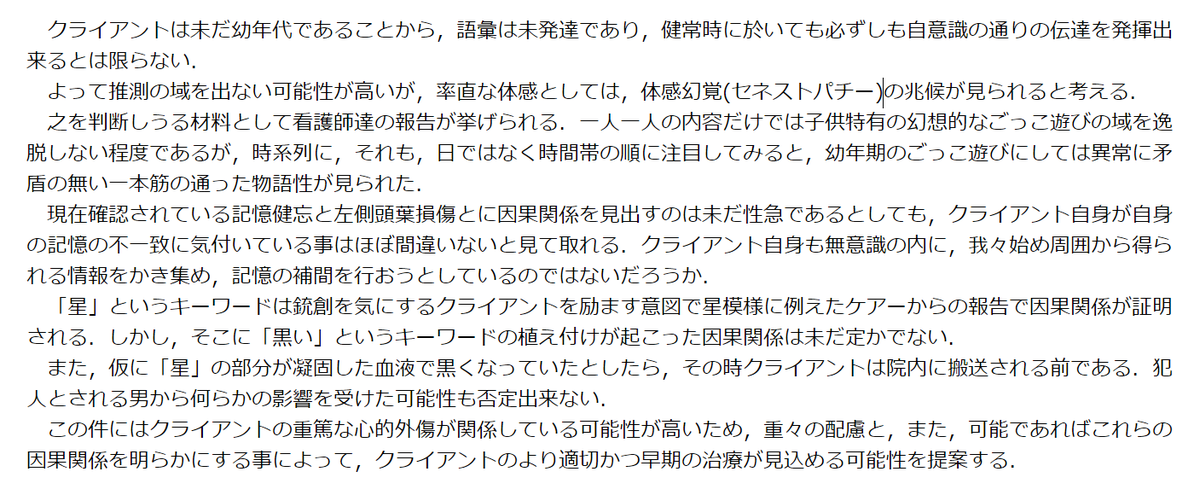 クライアントは未だ幼年代であることから，語彙は未発達であり，健常時に於いても必ずしも自意識の通りの伝達を発揮出
来るとは限らない．
よって推測の域を出ない可能性が高いが，率直な体感としては，体感幻覚(セネストパチー)の兆候が見られると考える．
之を判断しうる材料として看護師達の報告が挙げられる．一人一人の内容だけでは子供特有の幻想的なごっこ遊びの域を逸
脱しない程度であるが，時系列に，それも，日ではなく時間帯の順に注目してみると，幼年期のごっこ遊びにしては異常に矛
盾の無い一本筋の通った物語性が見られた．
現在確認されている記憶健忘と左側頭葉損傷とに因果関係を見出すのは未だ性急であるとしても，クライアント自身が自身
の記憶の不一致に気付いている事はほぼ間違いないと見て取れる．クライアント自身も無意識の内に，我々始め周囲から得ら
れる情報をかき集め，記憶の補間を行おうとしているのではないだろうか．
「星」というキーワードは銃創を気にするクライアントを励ます意図で星模様に例えたケアーからの報告で因果関係が証明
される．しかし，そこに「黒い」というキーワードの植え付けが起こった因果関係は未だ定かでない．
また，仮に「星」の部分が凝固した血液で黒くなっていたとしたら，その時クライアントは院内に搬送される前である．犯
人とされる男から何らかの影響を受けた可能性も否定出来ない．
この件にはクライアントの重篤な心的外傷が関係している可能性が高いため，重々の配慮と，また，可能であればこれらの
因果関係を明らかにする事によって，クライアントのより適切かつ早期の治療が見込める可能性を提案する．